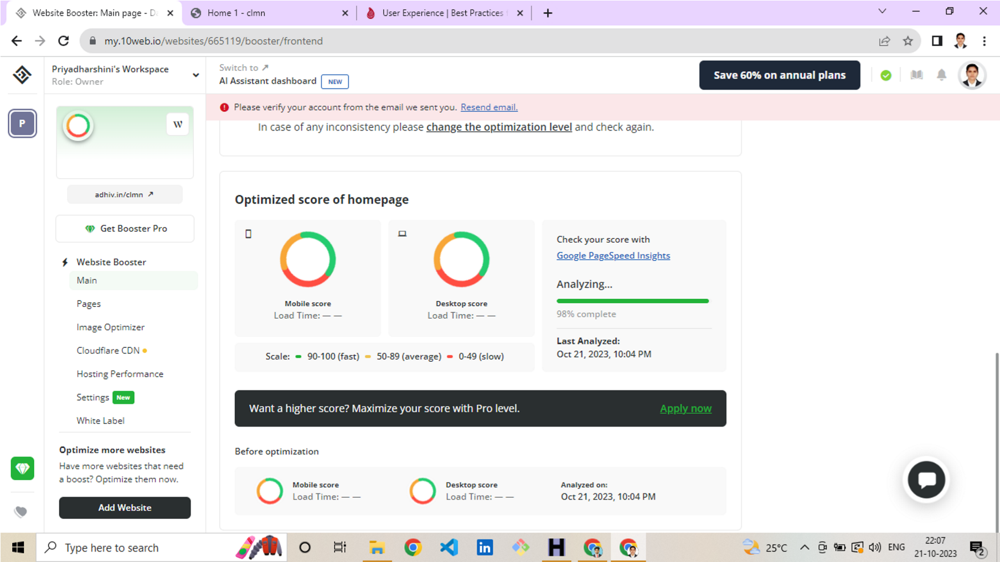 Website Booster: Main page - Da
Home 1 - clmn
User Experience | Best Practices f
my.10web.io/websites/665119/booster/frontend
Priyadharshini's Workspace
Role: Owner
Switch to
AI Assistant dashboard NEW
Save 60% on annual plans
P
Please verify your account from the email we sent you. Resend email.
In case of any inconsistency please change the optimization level and check again.
W
adhiv.in/clmn
Get Booster Pro
Website Booster
Main
Pages
Image Optimizer
Cloudflare CDN
Hosting Performance
Settings New
White Label
Optimize more websites
Have more websites that need
a boost? Optimize them now.
Add Website
Optimized score of homepage
Mobile score
Load Time: — —
Desktop score
Load Time: — —
Check your score with
Google PageSpeed Insights
Analyzing...
98% complete
Last Analyzed:
Oct 21, 2023, 10:04 PM
Scale: 90-100 (fast) 50-89 (average) 0-49 (slow)
Want a higher score? Maximize your score with Pro level. Apply now
Before optimization
Mobile score
Load Time: — —
Desktop score
Load Time: — —
Analyzed on:
Oct 21, 2023, 10:04 PM
Type here to search
25°C
ENG
22:07
21-10-2023
2